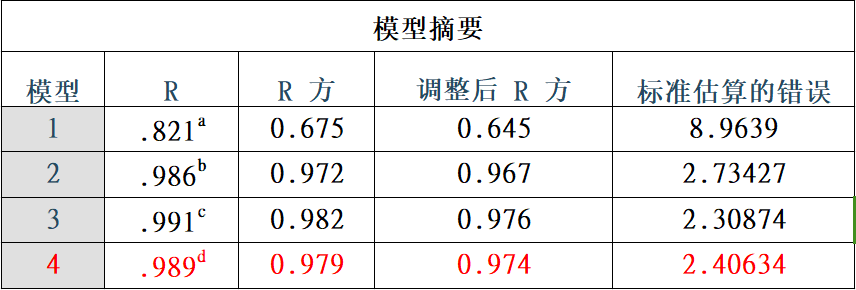 模型摘要
模型 R R 方 调整后 R 方 标准估算的错误
1 .821ᵃ 0.675 0.645 8.9639
2 .986ᵇ 0.972 0.967 2.73427
3 .991ᶜ 0.982 0.976 2.30874
4 .989ᵈ 0.979 0.974 2.40634